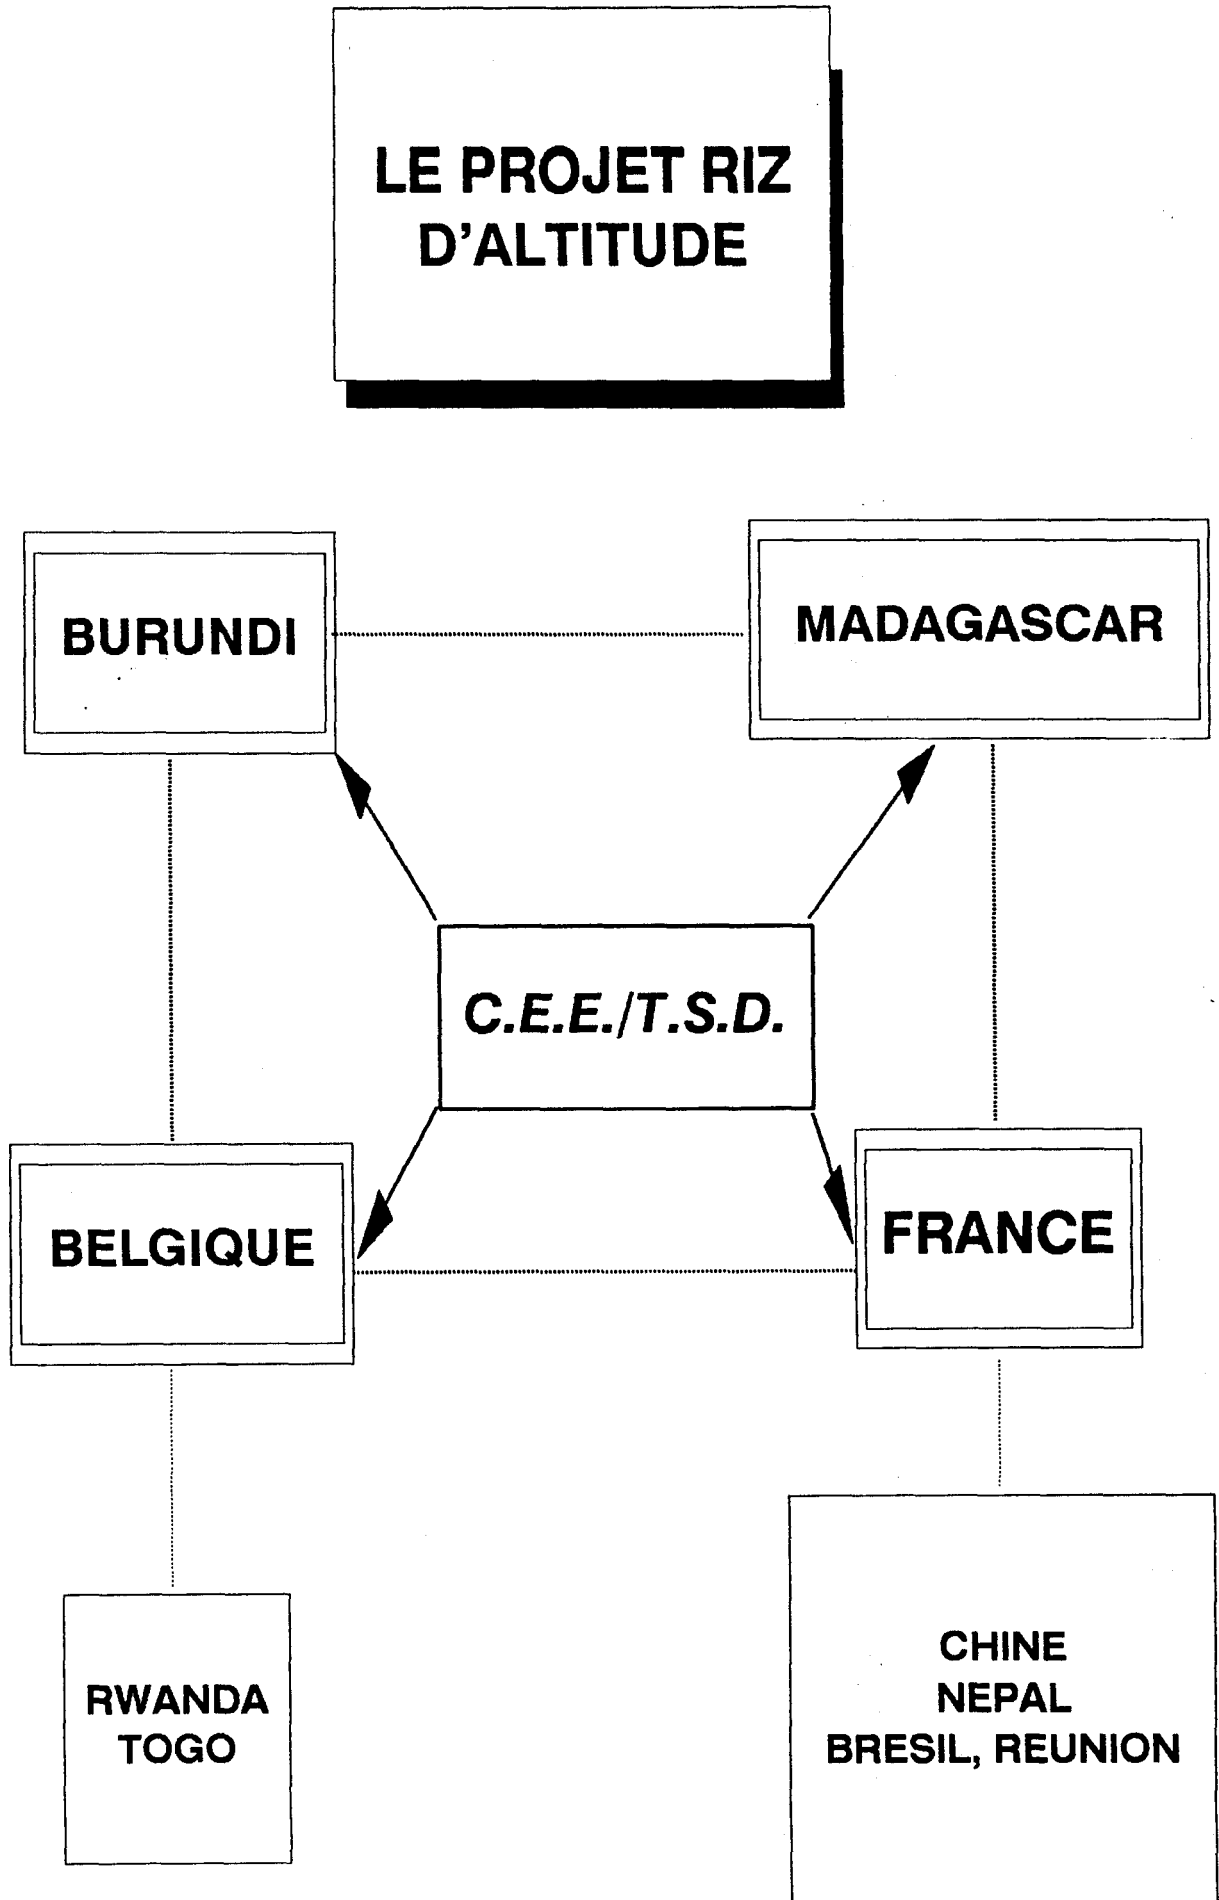 LE PROJET RIZ
D'ALTITUDE
BURUNDI
MADAGASCAR
C.E.E./T.S.D.
BELGIQUE
FRANCE
RWANDA
TOGO
CHINE
NEPAL
BRESIL, REUNION